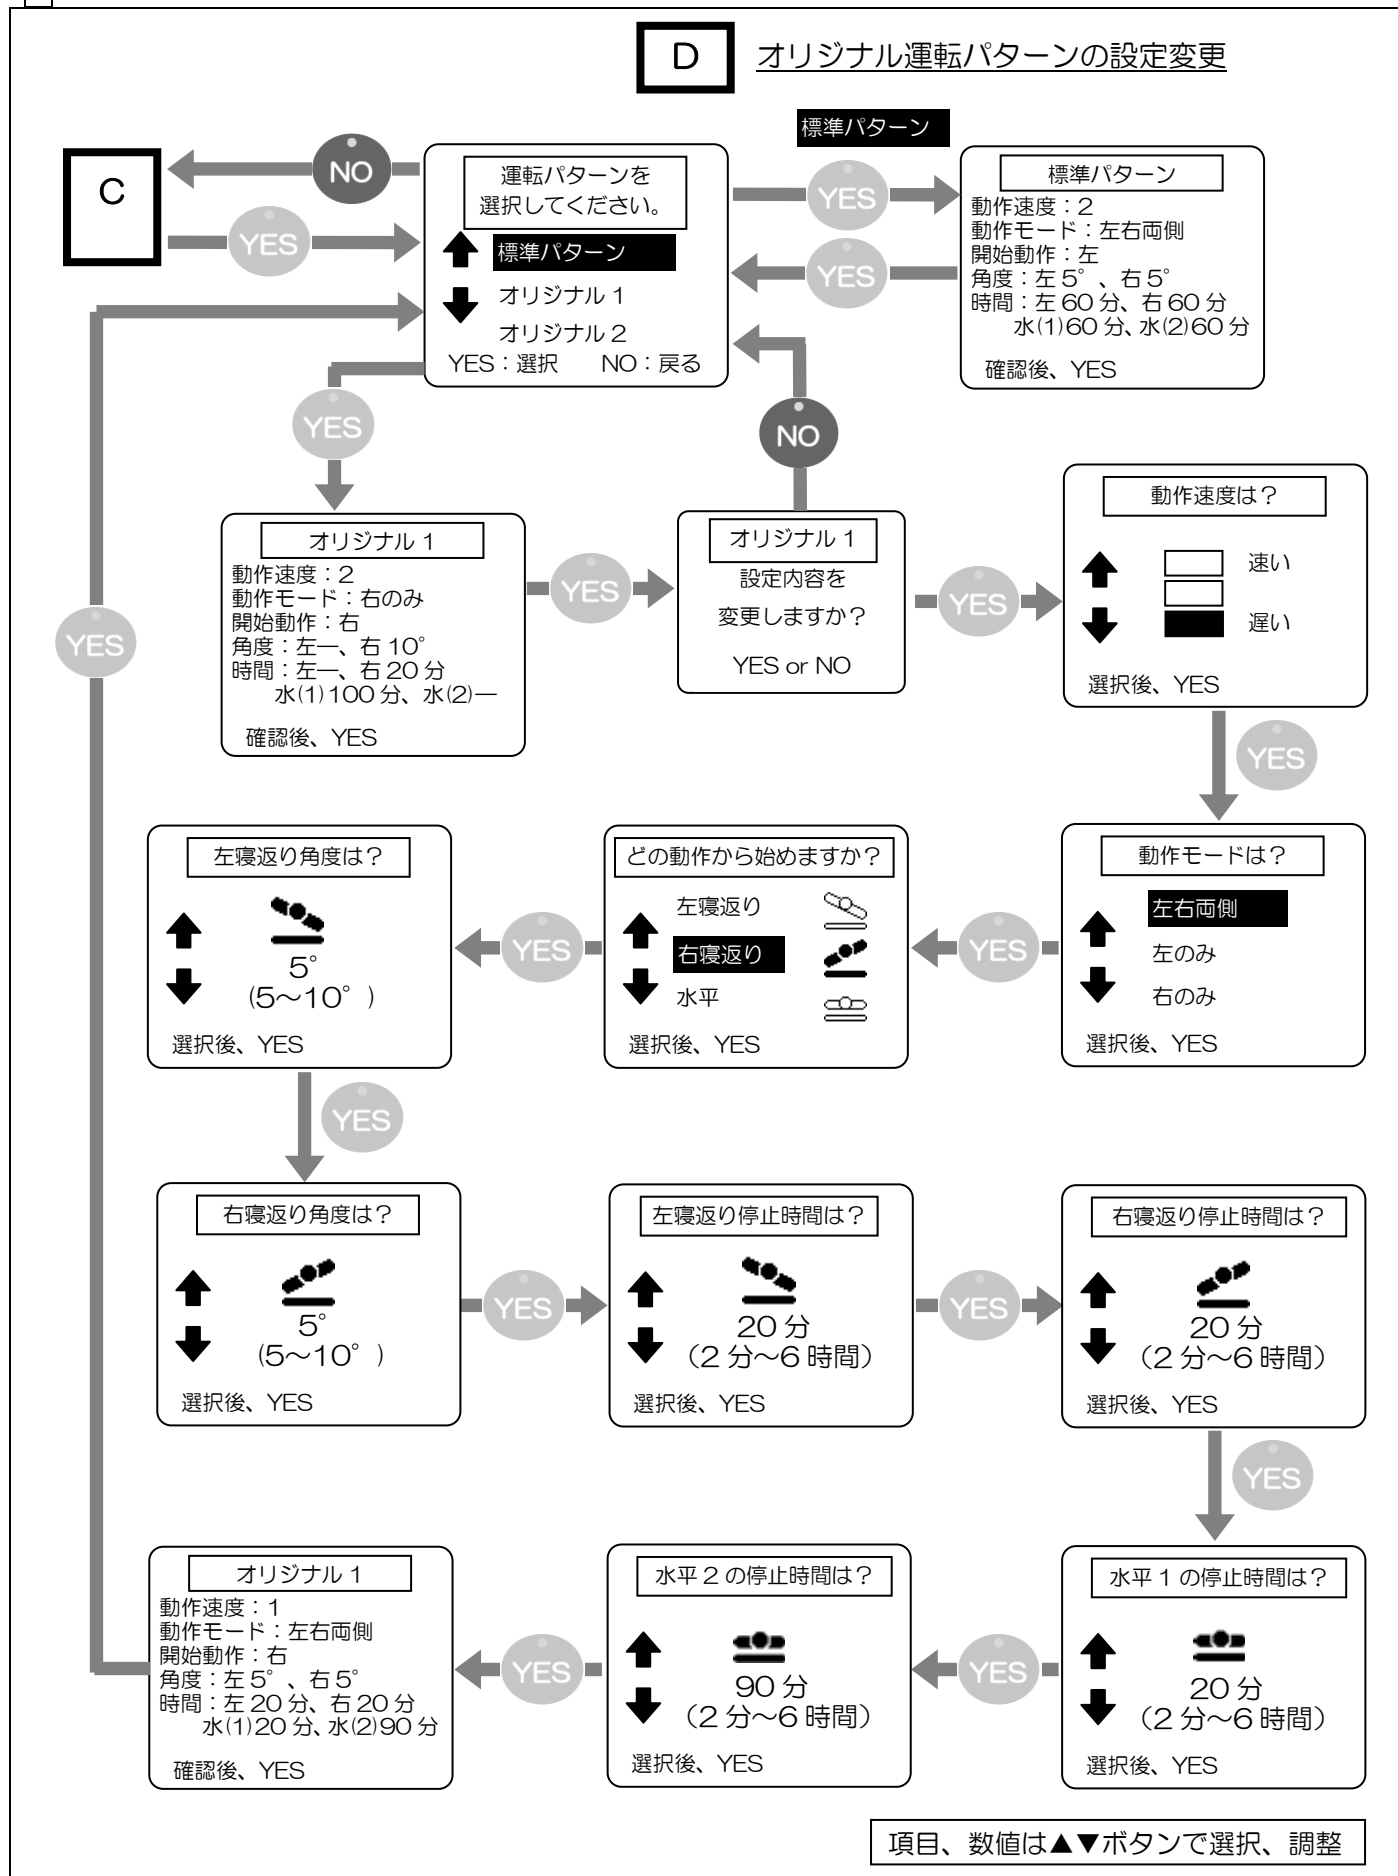 D オリジナル運転パターンの設定変更
標準パターン
C
NO
YES
運転パターンを
選択してください。
標準パターン
オリジナル 1
オリジナル 2
YES：選択 NO：戻る
YES
YES
標準パターン
動作速度：2
動作モード：左右両側
開始動作：左
角度：左 5°、右 5°
時間：左 60 分、右 60 分
水(1) 60 分、水(2) 60 分
確認後、YES
YES
NO
YES
オリジナル 1
動作速度：2
動作モード：右のみ
開始動作：右
角度：左―、右 10°
時間：左―、右 20 分
水(1) 100 分、水(2)―
確認後、YES
YES
オリジナル 1
設定内容を
変更しますか？
YES or NO
YES
動作速度は？
速い
遅い
選択後、YES
YES
動作モードは？
左右両側
左のみ
右のみ
選択後、YES
YES
どの動作から始めますか？
左寝返り
右寝返り
水平
選択後、YES
YES
左寝返り角度は？
5°
(5～10°)
選択後、YES
YES
右寝返り角度は？
5°
(5～10°)
選択後、YES
YES
左寝返り停止時間は？
20 分
（2 分～6 時間）
選択後、YES
YES
右寝返り停止時間は？
20 分
（2 分～6 時間）
選択後、YES
YES
水平 1 の停止時間は？
20 分
（2 分～6 時間）
選択後、YES
YES
水平 2 の停止時間は？
90 分
（2 分～6 時間）
選択後、YES
YES
オリジナル 1
動作速度：1
動作モード：左右両側
開始動作：右
角度：左 5°、右 5°
時間：左 20 分、右 20 分
水(1) 20 分、水(2) 90 分
確認後、YES
項目、数値は▲▼ボタンで選択、調整